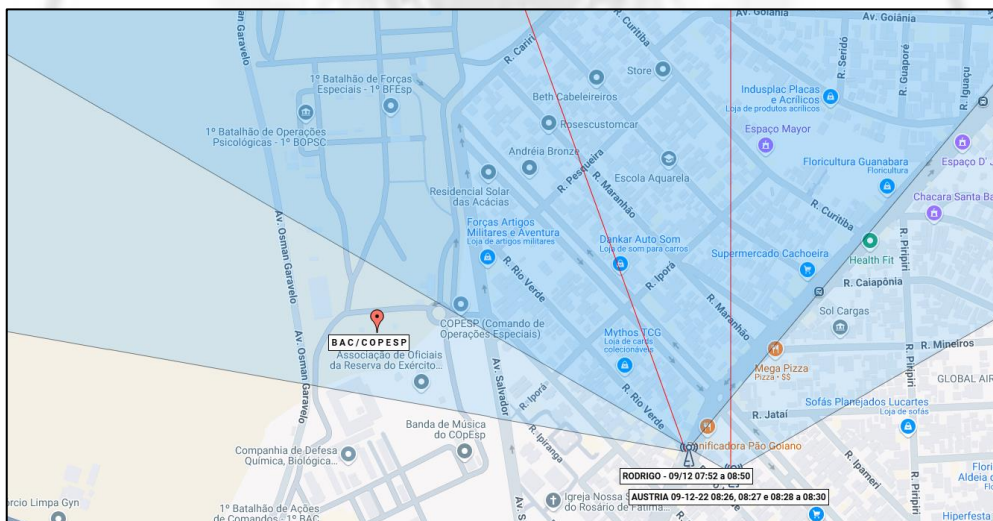 Av. Goiânia
Av. Goiânia
an Garavelo
R. Cariri
R. Curitiba
R. Seridó
R. Guaporé
R. Iguaçu
Store
1º Batalhão de Forças
Especiais - 1º BFEsp
Beth Cabeleireiros
Indusplac Placas
e Acrílicos
Loja de produtos acrílicos
Rosescustomcar
Espaço Mayor
1º Batalhão de Operações
Psicológicas - 1º BOPSC
Andréia Bronze
R. Pesqueira
R. Maranhão
Escola Aquarela
Floricultura Guanabara
Floricultura
Espaço D'
Residencial Solar
das Acácias
Chacara Santa Ba
Forças Artigos
Militares e Aventura
Loja de artigos militares
Dankar Auto Som
Loja de som para carros
R. Curitiba
R. Piripiri
Av. Osman Garavelo
R. Rio Verde
R. Iporá
Supermercado Cachoeira
Health Fit
R. Caiapônia
R. Maranhão
Sol Cargas
COPESP (Comando de
Operações Especiais)
BAC/COPESP
Associação de Oficiais
da Reserva do Exército...
Mythos TCG
Loja de cards
colecionáveis
R. Mineiros
Mega Pizza
Pizza • $$
GLOBAL AIR
Av. Osman Garavelo
Av. Salvador
R. Iporá
R. Rio Verde
R. Piripiri
Sofás Planejados Lucartes
Loja de sofás
R. Jataí
Banda de Música
do COpEsp
R. Ipiranga
nificadora Pão Goiano
Companhia de Defesa
Química, Biológica...
RODRIGO - 09/12 07:52 a 08:50
R. Ipameri
R. Piripiri
Flori
Aldeia d
AUSTRIA 09-12-22 08:26, 08:27 e 08:28 a 08:30
rcio Limpa Gyn
Igreja Nossa S
do Rosário de Fátima...
1º Batalhão de Ações
de Comandos - 1º BAC
Av. S
Hiperfesta